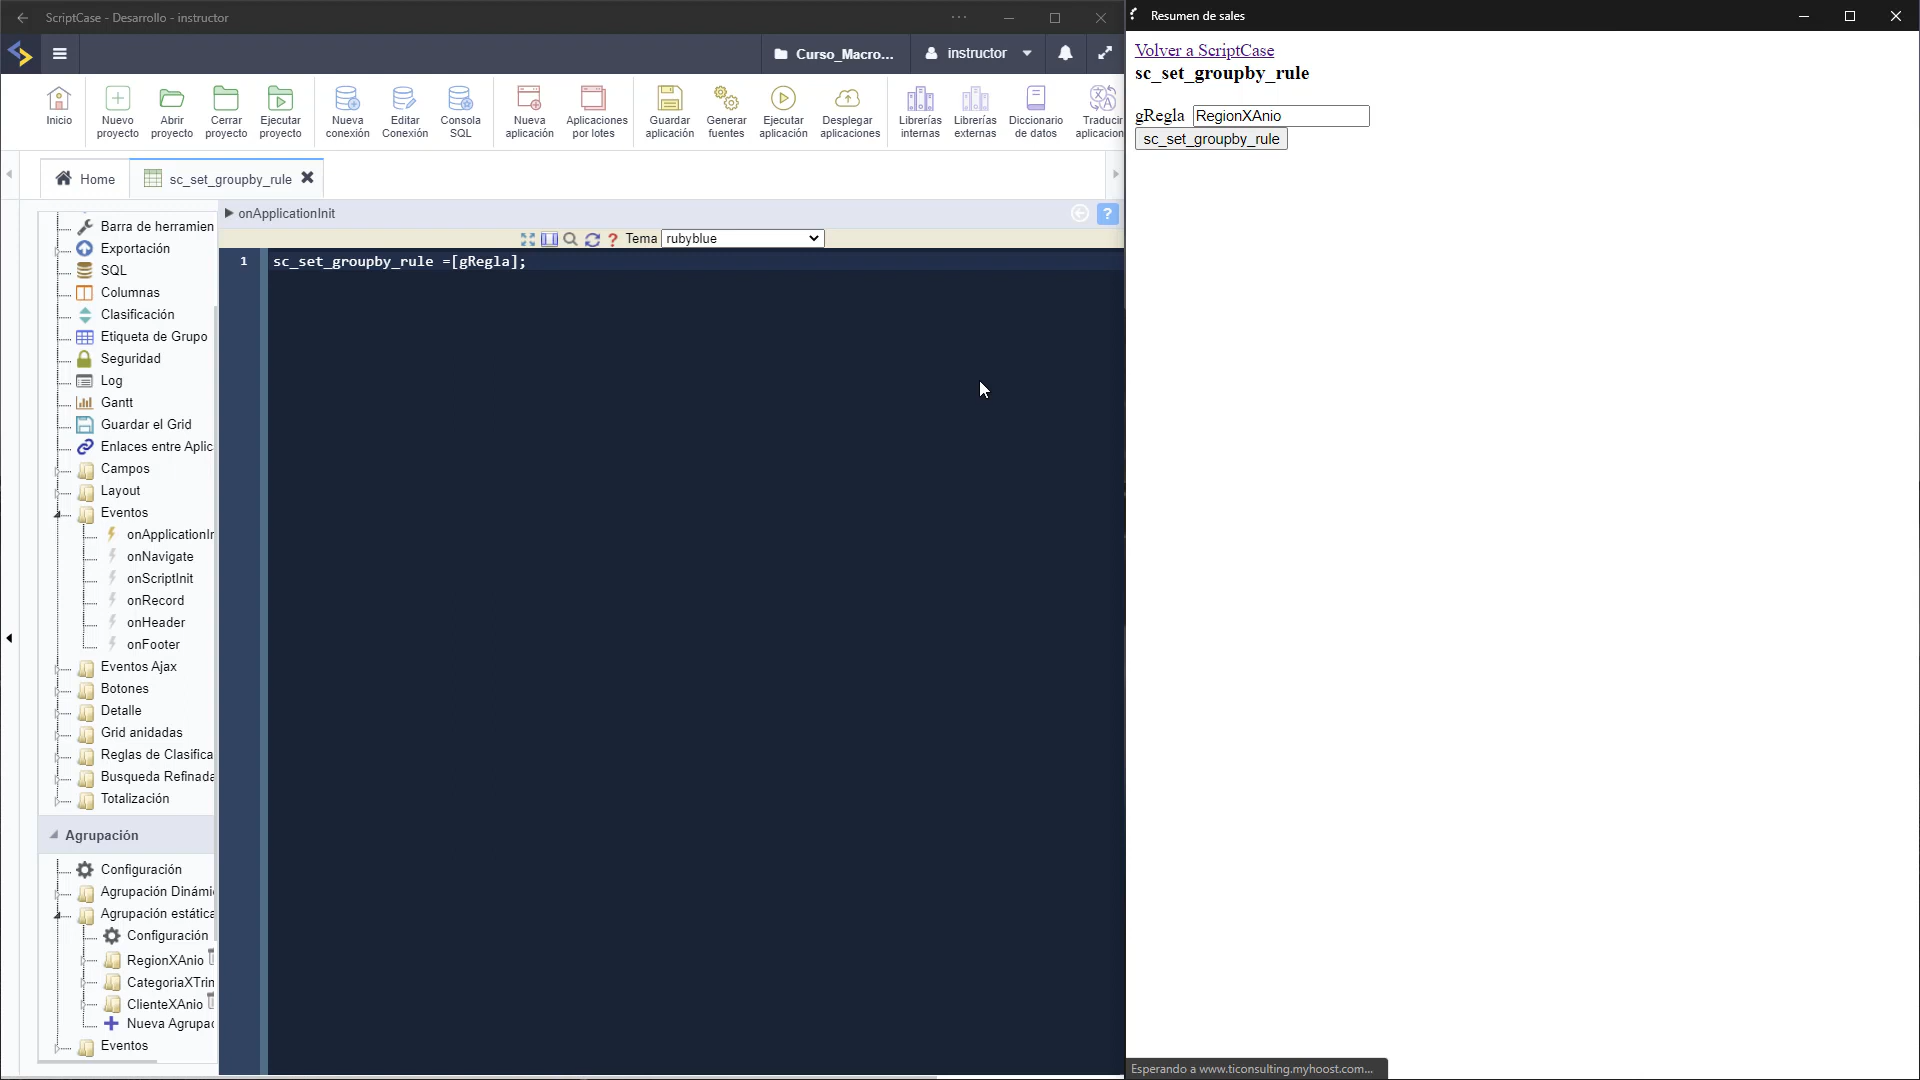 ScriptCase - Desarrollo - instructor
Curso_Macro...
instructor
Inicio
Nuevo proyecto
Abrir proyecto
Cerrar proyecto
Ejecutar proyecto
Nueva conexión
Editar Conexión
Consola SQL
Nueva aplicación
Aplicaciones por lotes
Guardar aplicación
Generar fuentes
Ejecutar aplicación
Desplegar aplicaciones
Librerías internas
Librerías externas
Diccionario de datos
Traducir aplicacion
Home
sc_set_groupby_rule
Barra de herramien
Exportación
SQL
Columnas
Clasificación
Etiqueta de Grupo
Seguridad
Log
Gantt
Guardar el Grid
Enlaces entre Aplic
Campos
Layout
Eventos
onApplicationIr
onNavigate
onScriptInit
onRecord
onHeader
onFooter
Eventos Ajax
Botones
Detalle
Grid anidadas
Reglas de Clasifica
Busqueda Refinada
Totalización
Agrupación
Configuración
Agrupación Dinámi
Agrupación estática
Configuración
RegionXAnio
CategoriaXTrin
ClienteXAnio
Nueva Agrupac
Eventos
onApplicationInit
?
? Tema rubyblue
1 sc_set_groupby_rule =[gRegla];
Resumen de sales
Volver a ScriptCase
sc_set_groupby_rule
gRegla RegionXAnio
sc_set_groupby_rule
Esperando a www.ticonsulting.myhoost.com...